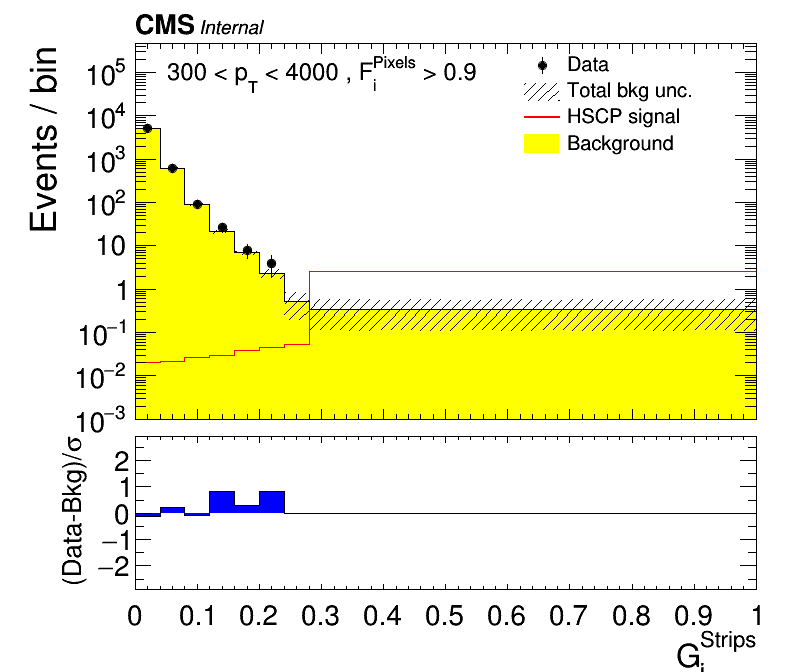 CMS Internal
300 < p_T < 4000 , F_i^Pixels > 0.9
Data
Total bkg unc.
HSCP signal
Background
Events / bin
10^5
10^4
10^3
10^2
10
1
10^−1
10^−2
10^−3
(Data-Bkg)/σ
2
1
0
−1
−2
0 0.1 0.2 0.3 0.4 0.5 0.6 0.7 0.8 0.9 1
G_i^Strips